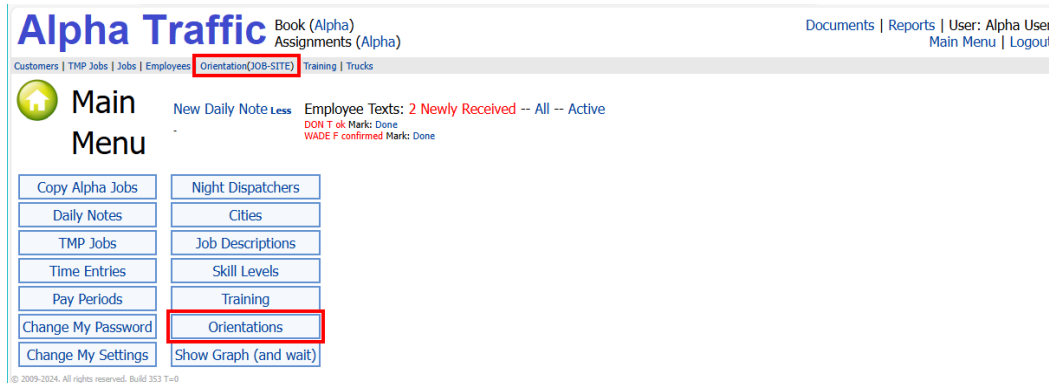 Alpha Traffic Book (Alpha)
Assignments (Alpha)
Documents | Reports | User: Alpha User
Main Menu | Logout
Customers | TMP Jobs | Jobs | Employees Orientation(JOB-SITE) Training | Trucks
Main Menu
New Daily Note Less Employee Texts: 2 Newly Received -- All -- Active
- DON T ok Mark: Done
WADE F confirmed Mark: Done
Copy Alpha Jobs Night Dispatchers
Daily Notes Cities
TMP Jobs Job Descriptions
Time Entries Skill Levels
Pay Periods Training
Change My Password Orientations
Change My Settings Show Graph (and wait)
© 2009-2024. All rights reserved. Build 353 T=0